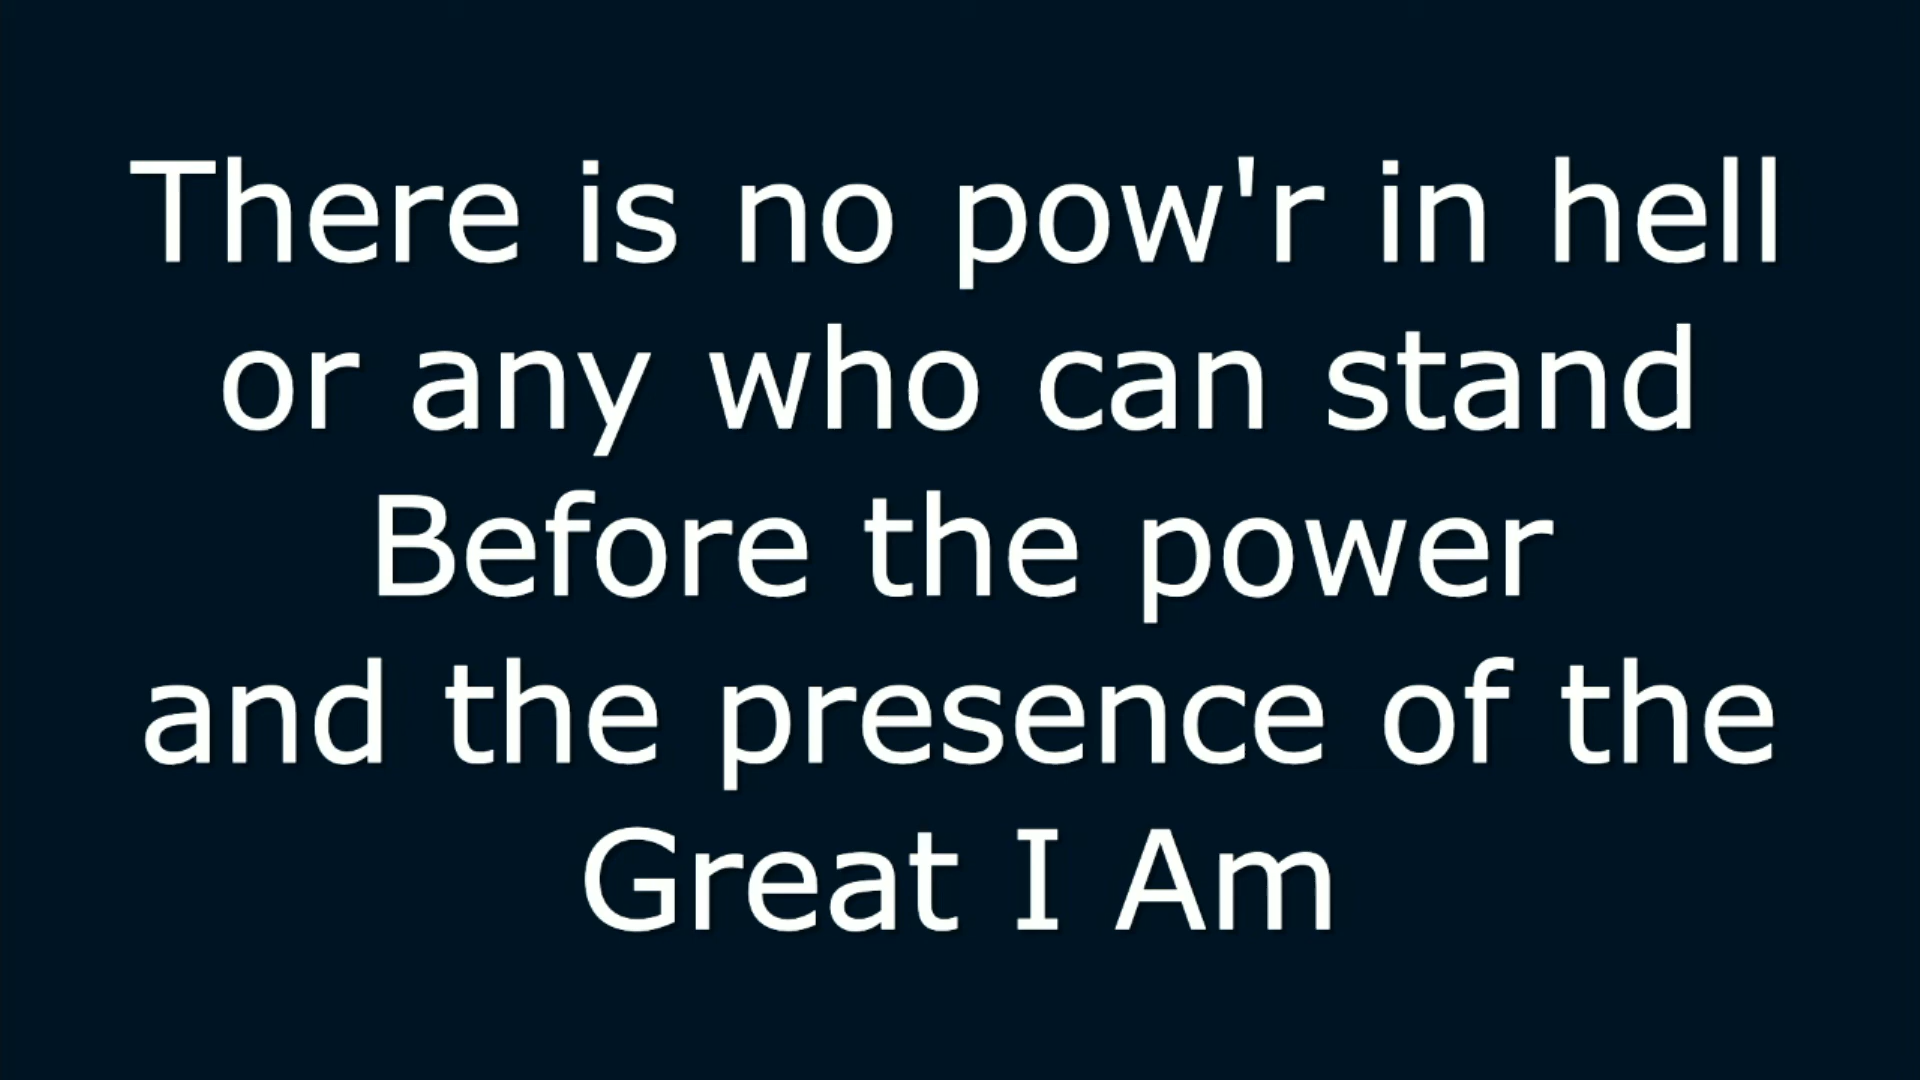 There is no pow'r in hell
or any who can stand
Before the power
and the presence of the
Great I Am